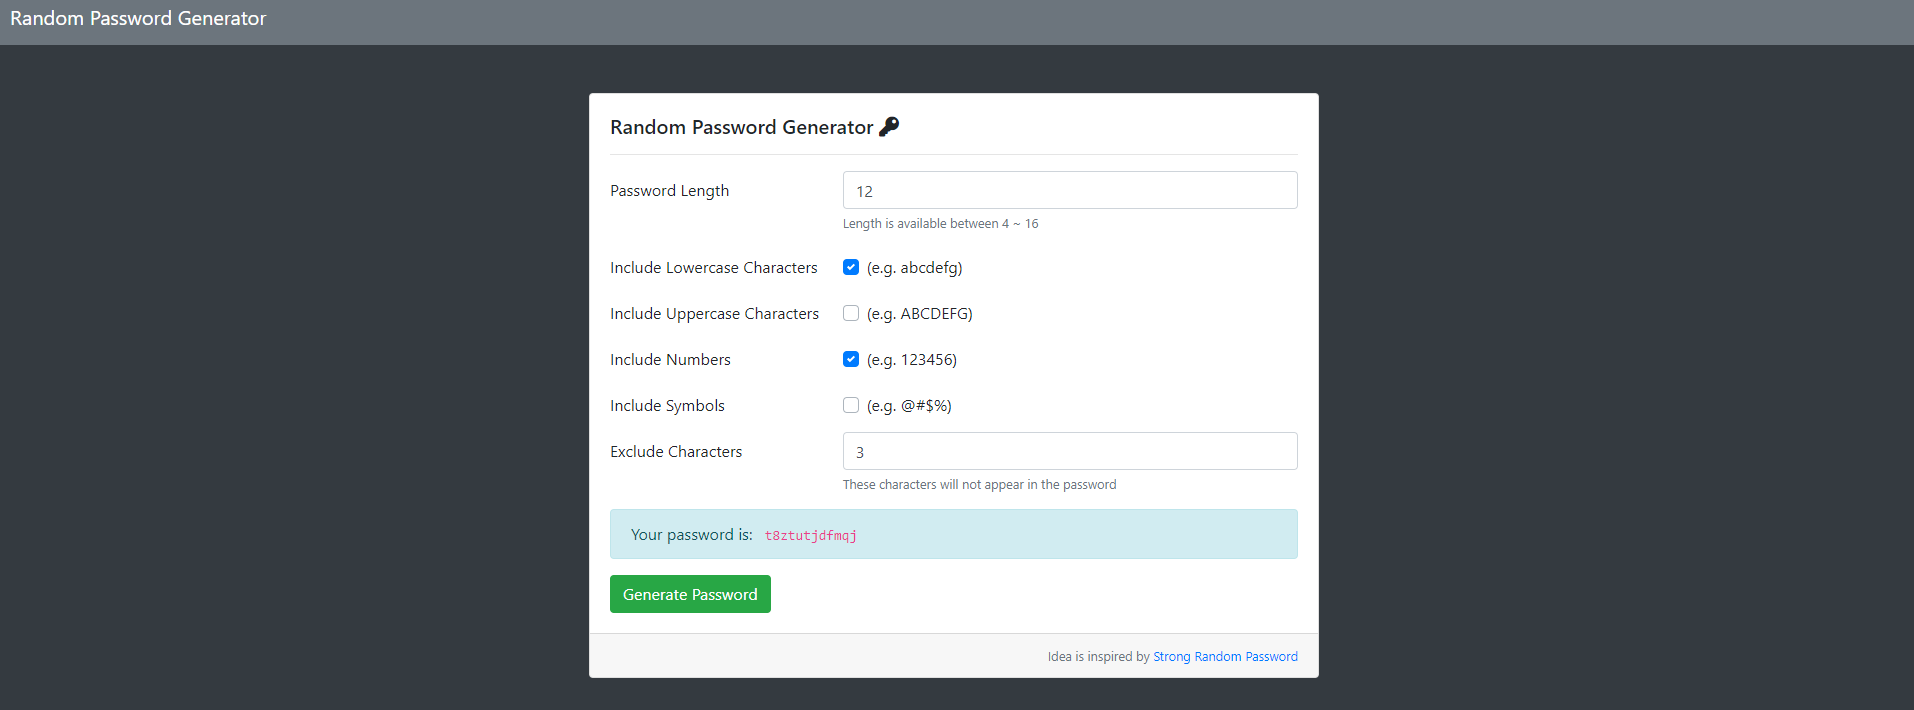 Random Password Generator
Random Password Generator
Password Length 12
Length is available between 4 ~ 16
Include Lowercase Characters (e.g. abcdefg)
Include Uppercase Characters (e.g. ABCDEFG)
Include Numbers (e.g. 123456)
Include Symbols (e.g. @#$%)
Exclude Characters 3
These characters will not appear in the password
Your password is: t8ztutjdfmqj
Generate Password
Idea is inspired by Strong Random Password